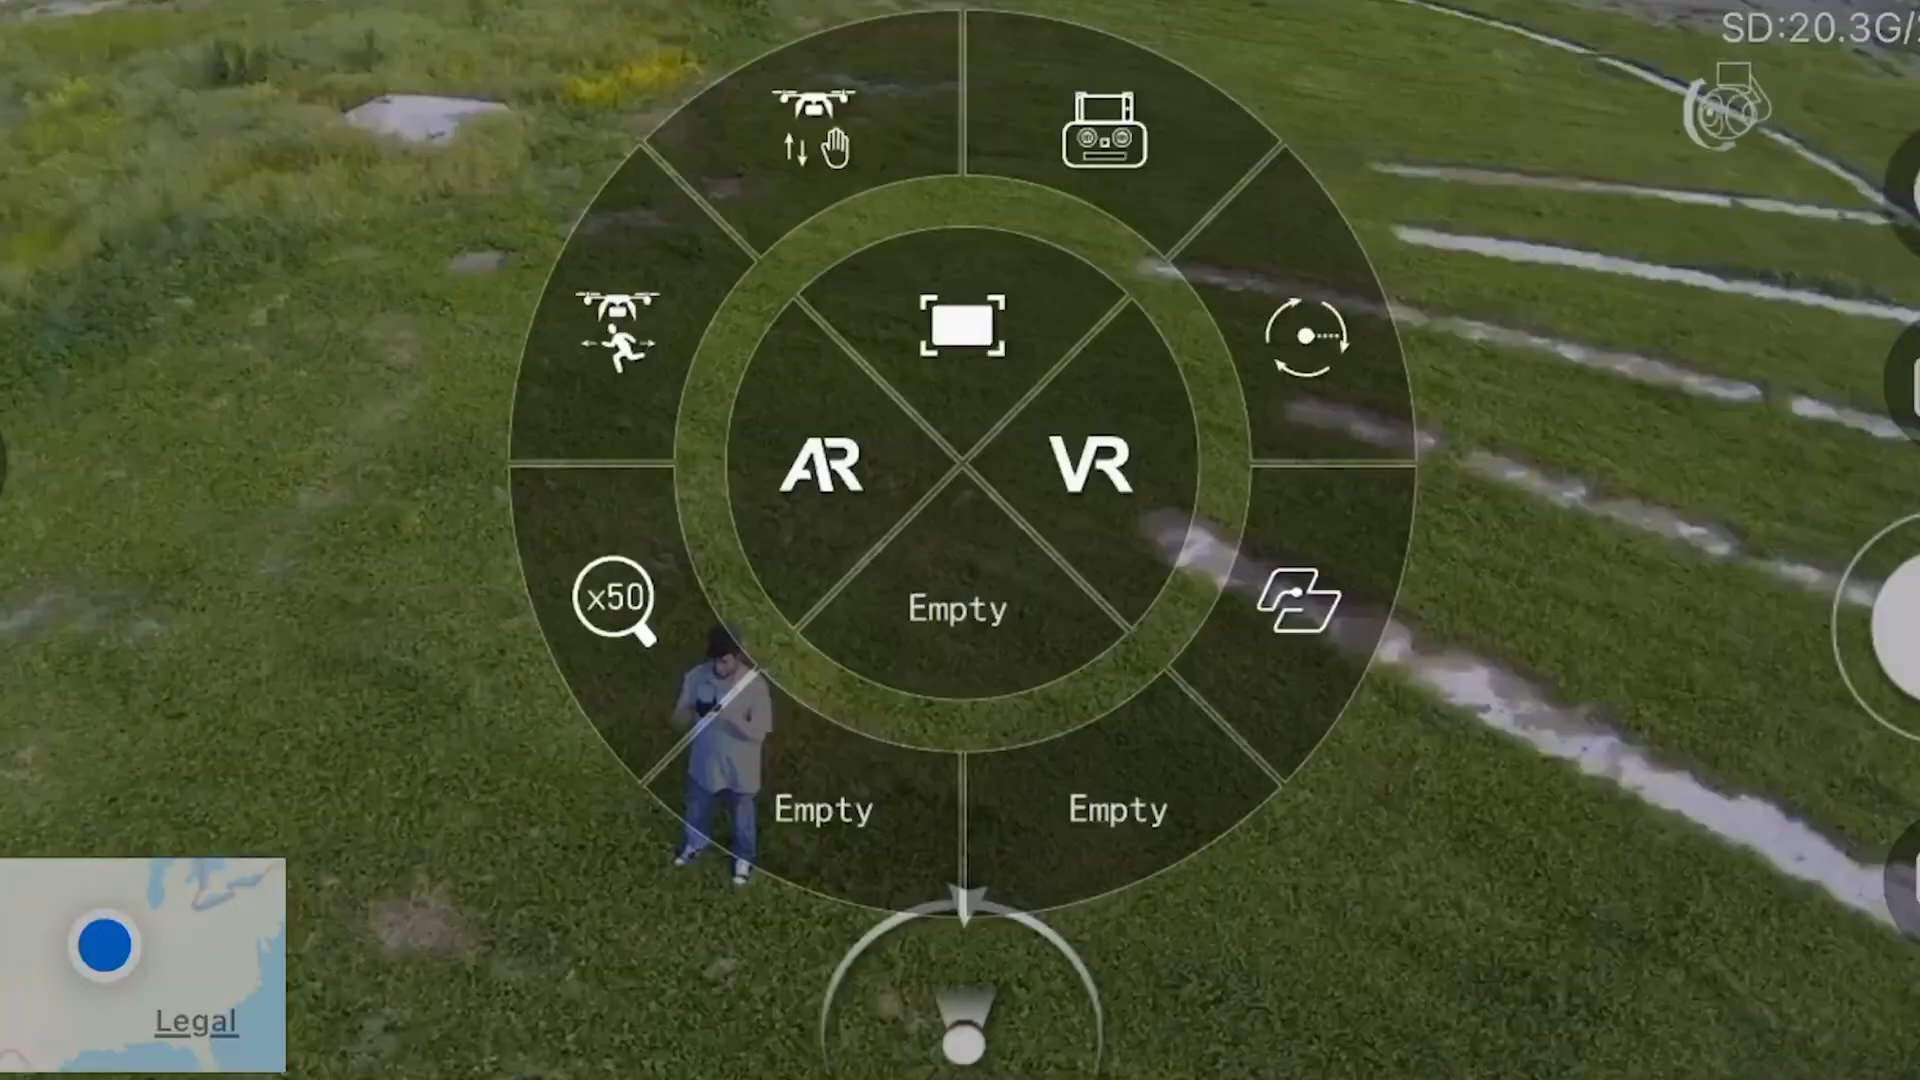 SD:20.3G/
AR
VR
x50
Empty
Empty
Empty
Legal